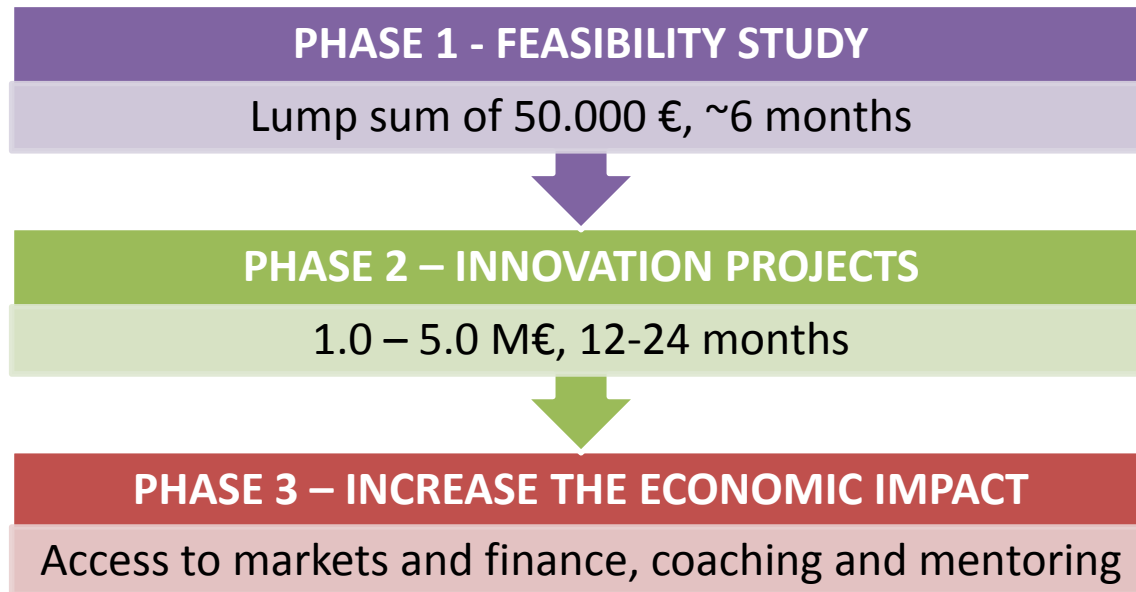 PHASE 1 - FEASIBILITY STUDY
Lump sum of 50.000 €, ~6 months
PHASE 2 – INNOVATION PROJECTS
1.0 – 5.0 M€, 12-24 months
PHASE 3 – INCREASE THE ECONOMIC IMPACT
Access to markets and finance, coaching and mentoring